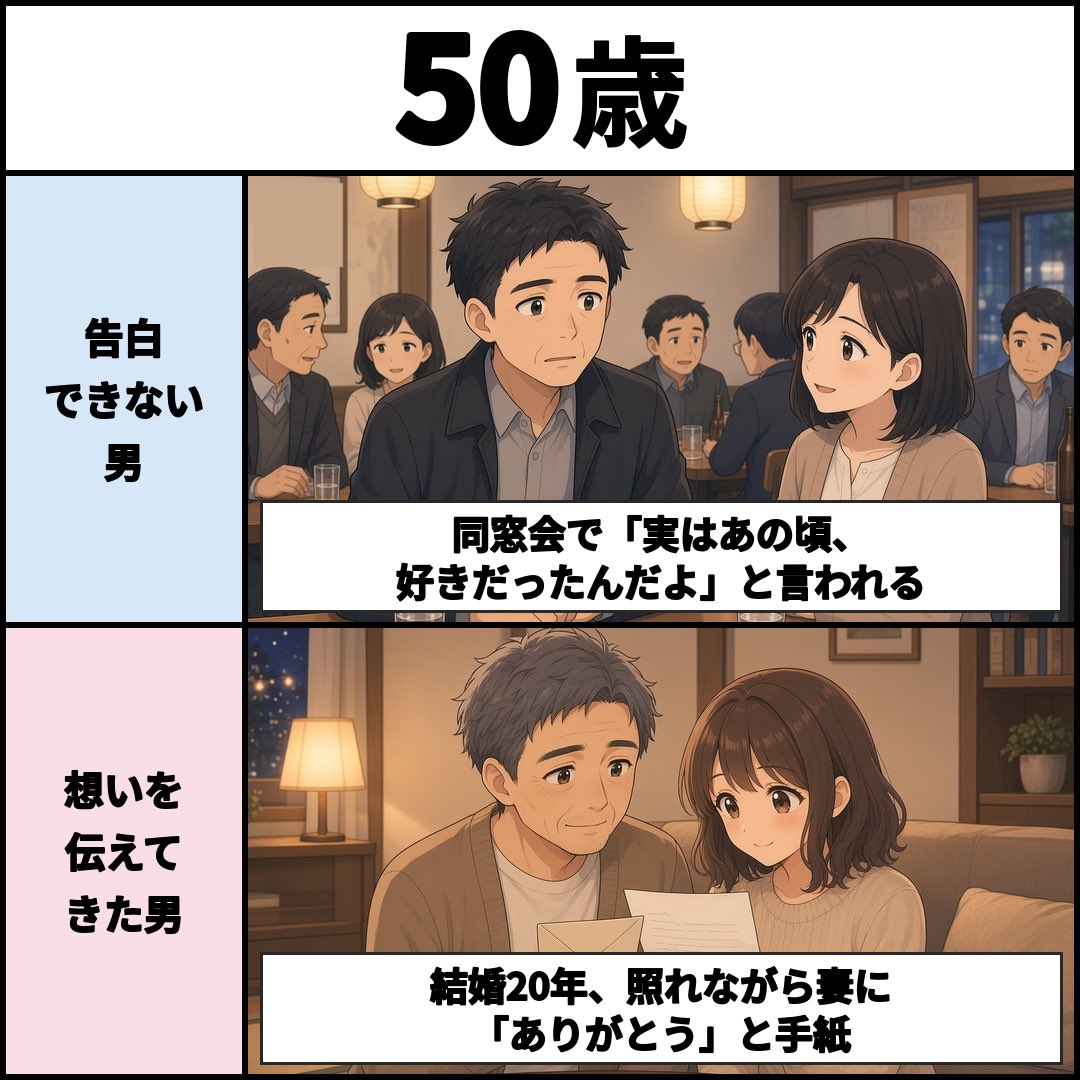 50歳
告白
できない
男
同窓会で「実はあの頃、
好きだったんだよ」と言われる
想いを
伝えて
きた男
結婚20年、照れながら妻に
「ありがとう」と手紙